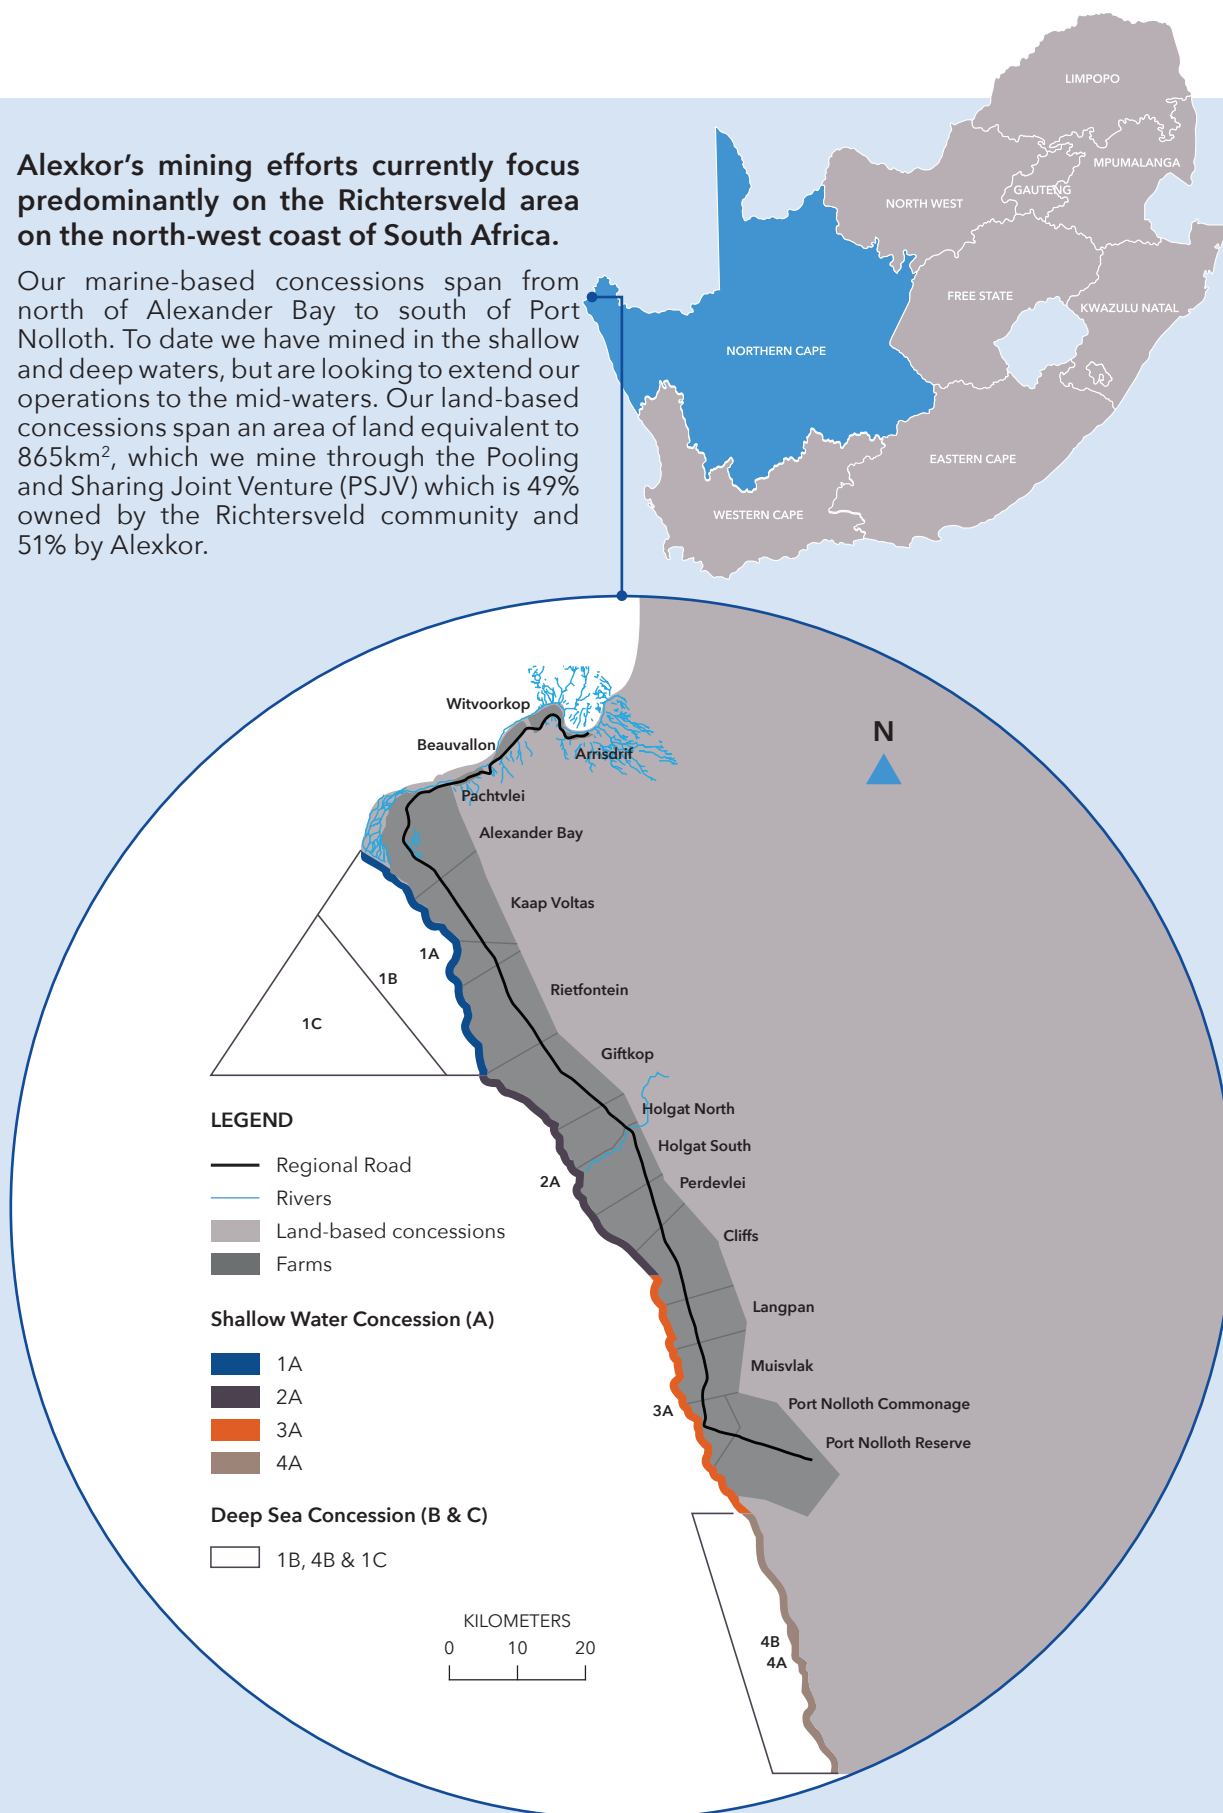 Alexkor's mining efforts currently focus
predominantly on the Richtersveld area
on the north-west coast of South Africa.
Our marine-based concessions span from
north of Alexander Bay to south of Port
Nolloth. To date we have mined in the shallow
and deep waters, but are looking to extend our
operations to the mid-waters. Our land-based
concessions span an area of land equivalent to
865km², which we mine through the Pooling
and Sharing Joint Venture (PSJV) which is 49%
owned by the Richtersveld community and
51% by Alexkor.
LIMPOPO
MPUMALANGA
GAUTENG
NORTH WEST
FREE STATE
KWAZULU NATAL
NORTHERN CAPE
EASTERN CAPE
WESTERN CAPE
N
Witvoorkop
Beauvallon
Arrisdrif
Pachtvlei
Alexander Bay
Kaap Voltas
1A
1B
Rietfontein
1C
Giftkop
Holgat North
Holgat South
2A
Perdevlei
Cliffs
Langpan
Muisvlak
3A
Port Nolloth Commonage
Port Nolloth Reserve
4B
4A
LEGEND
Regional Road
Rivers
Land-based concessions
Farms
Shallow Water Concession (A)
1A
2A
3A
4A
Deep Sea Concession (B & C)
1B, 4B & 1C
KILOMETERS
0 10 20